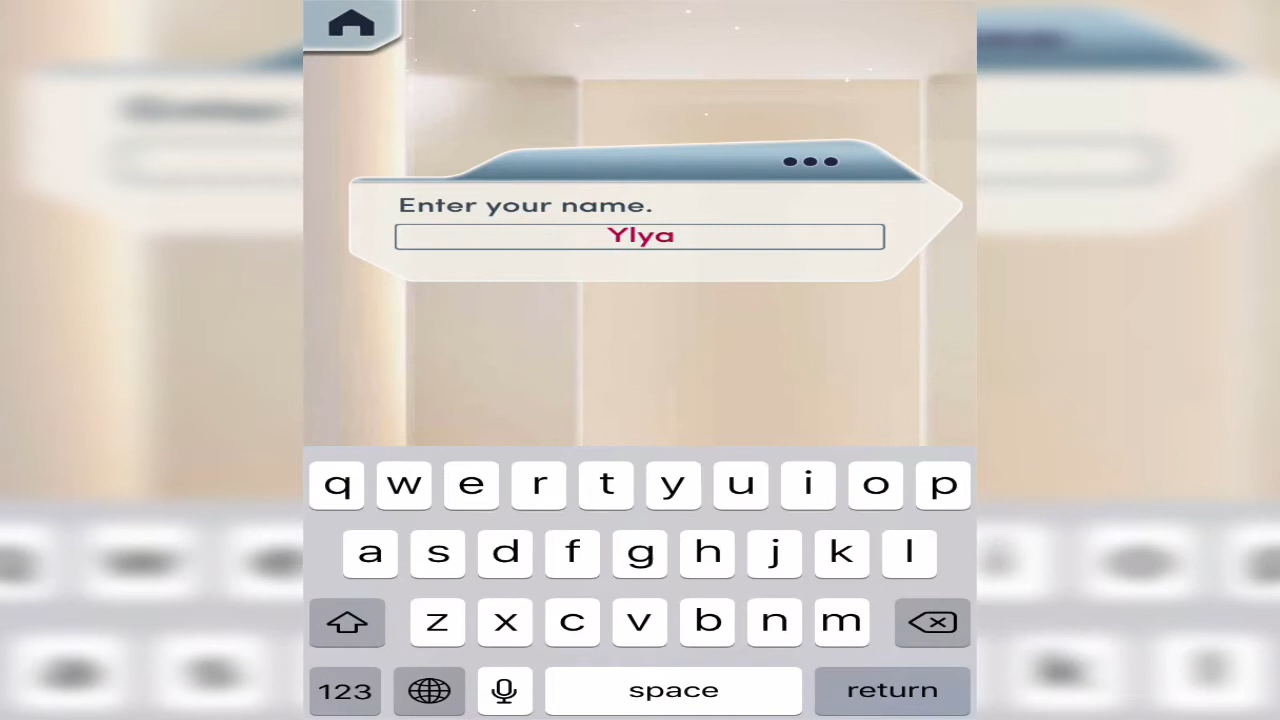 Enter your name.
Ylya
q w e r t y u i o p
a s d f g h j k l
z x c v b n m
123 space return